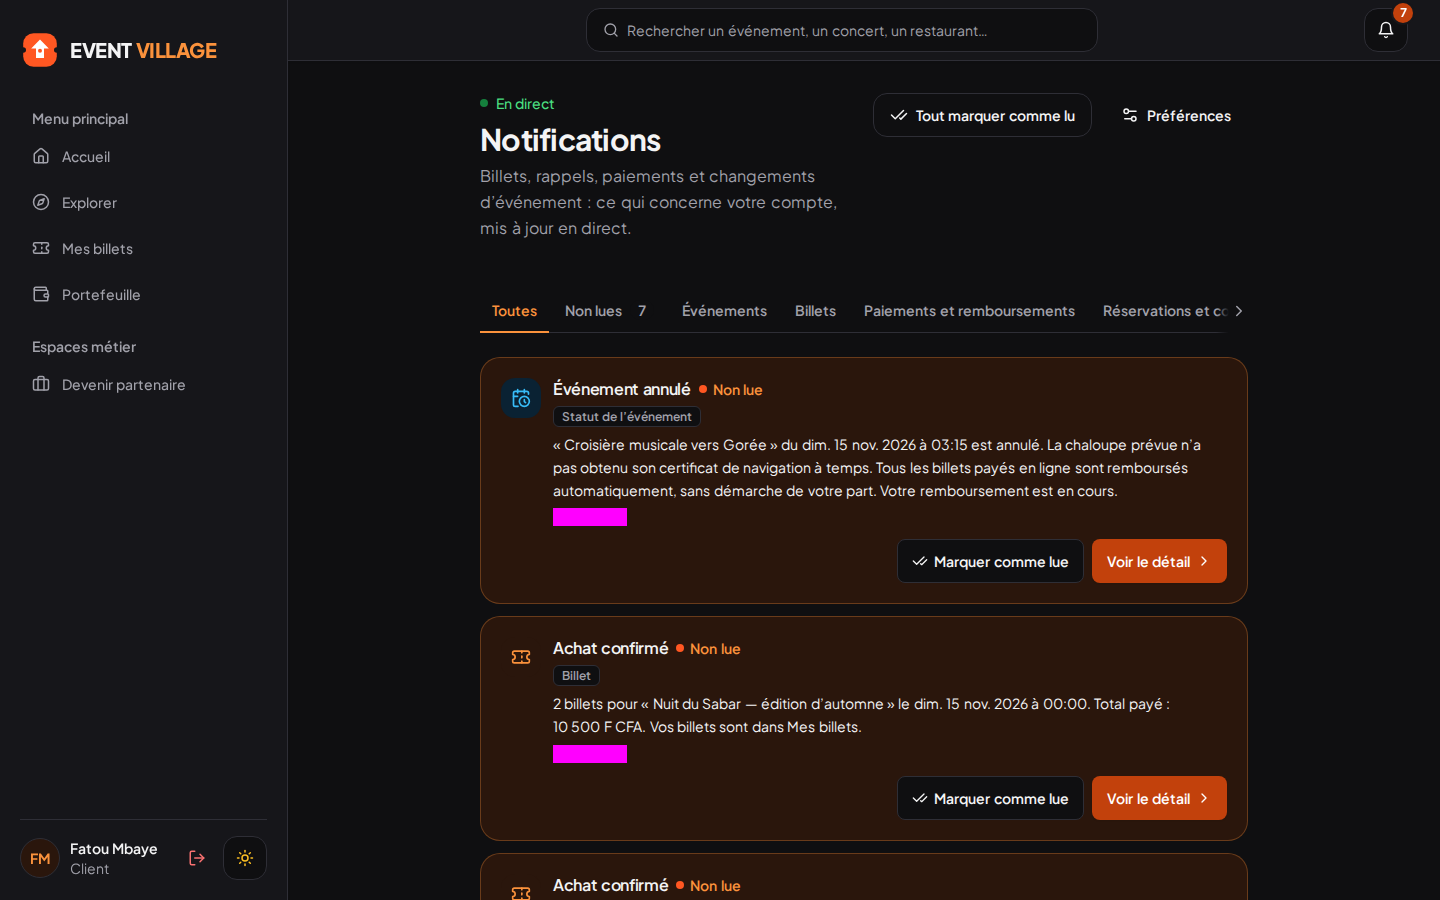 EVENT VILLAGE
Rechercher un événement, un concert, un restaurant…
7
Menu principal
Accueil
Explorer
Mes billets
Portefeuille
Espaces métier
Devenir partenaire
FM
Fatou Mbaye
Client
En direct
Notifications
Billets, rappels, paiements et changements
d’événement : ce qui concerne votre compte,
mis à jour en direct.
Tout marquer comme lu
Préférences
Toutes
Non lues 7
Événements
Billets
Paiements et remboursements
Réservations et co
Événement annulé
Non lue
Statut de l’événement
« Croisière musicale vers Gorée » du dim. 15 nov. 2026 à 03:15 est annulé. La chaloupe prévue n’a
pas obtenu son certificat de navigation à temps. Tous les billets payés en ligne sont remboursés
automatiquement, sans démarche de votre part. Votre remboursement est en cours.
Marquer comme lue
Voir le détail
Achat confirmé
Non lue
Billet
2 billets pour « Nuit du Sabar — édition d’automne » le dim. 15 nov. 2026 à 00:00. Total payé :
10 500 F CFA. Vos billets sont dans Mes billets.
Marquer comme lue
Voir le détail
Achat confirmé
Non lue